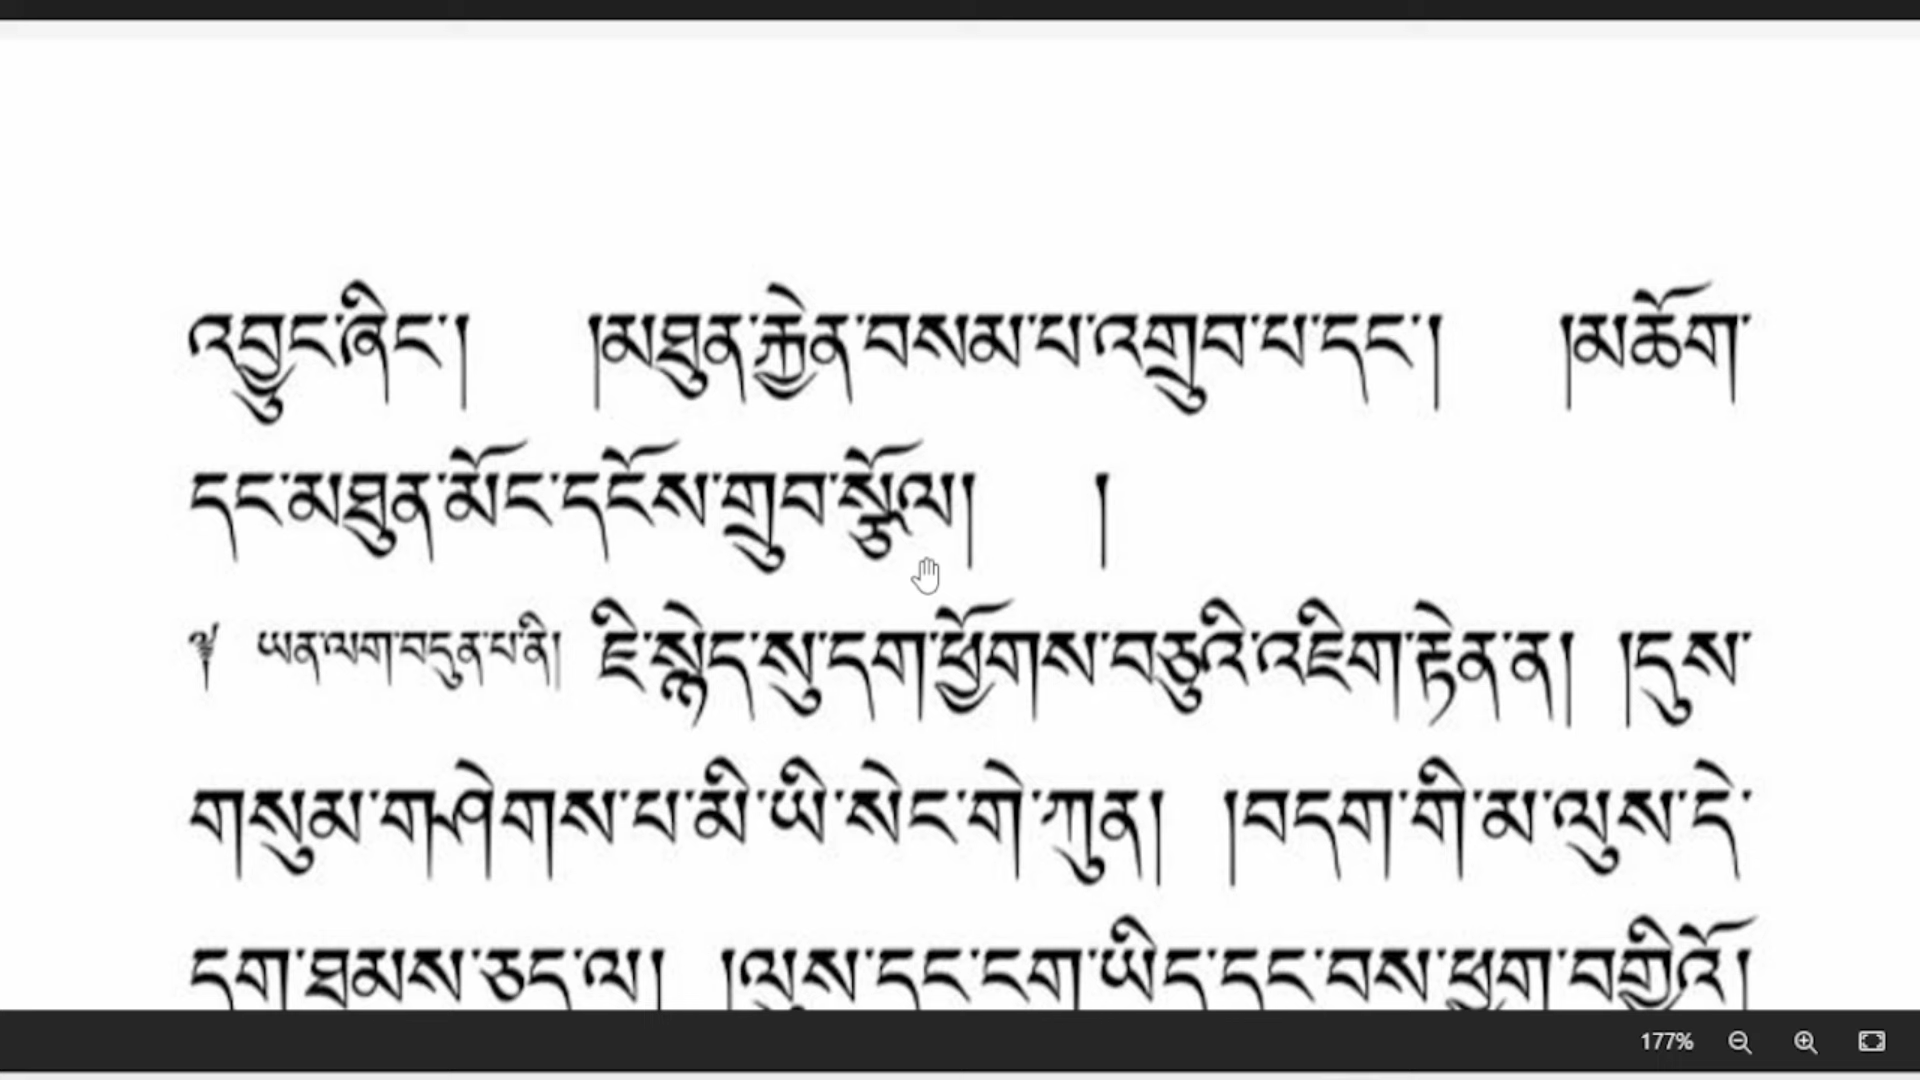 འབྱུང་ཞིང་། །མཐུན་རྐྱེན་བསམ་པ་འགྲུབ་པ་དང་། །མཆོག་
དང་མཐུན་མོང་དངོས་གྲུབ་སྩོལ། །
༈ ཡན་ལག་བདུན་པ་ནི། ཇི་སྙེད་སུ་དག་ཕྱོགས་བཅུའི་འཇིག་རྟེན་ན། །དུས་
གསུམ་གཤེགས་པ་མི་ཡི་སེང་གེ་ཀུན། །བདག་གི་མ་ལུས་དེ་
དག་ཐམས་ཅད་ལ། །ལུས་དང་ངག་ཡིད་དང་བས་ཕྱག་བགྱིའོ།
177%